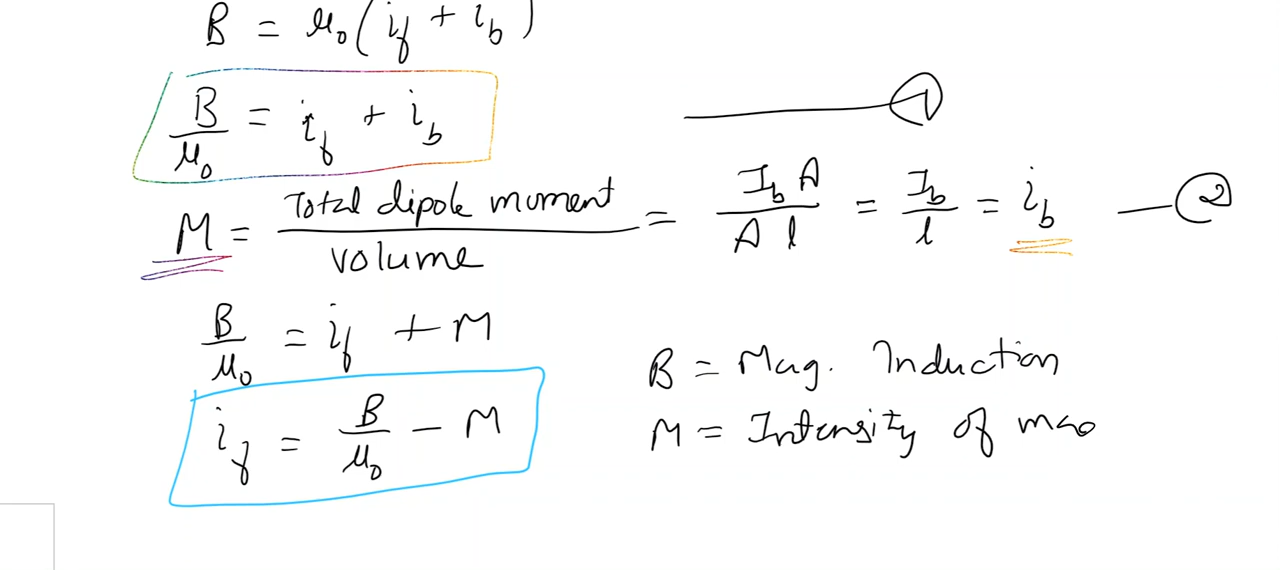 B = μ₀(i_f + i_b)
B/μ₀ = i_f + i_b — 1
M = Total dipole moment / volume = I_b A / A l = I_b / l = i_b — 2
B/μ₀ = i_f + M
i_f = B/μ₀ − M
B = Mag. Induction
M = Intensity of mag